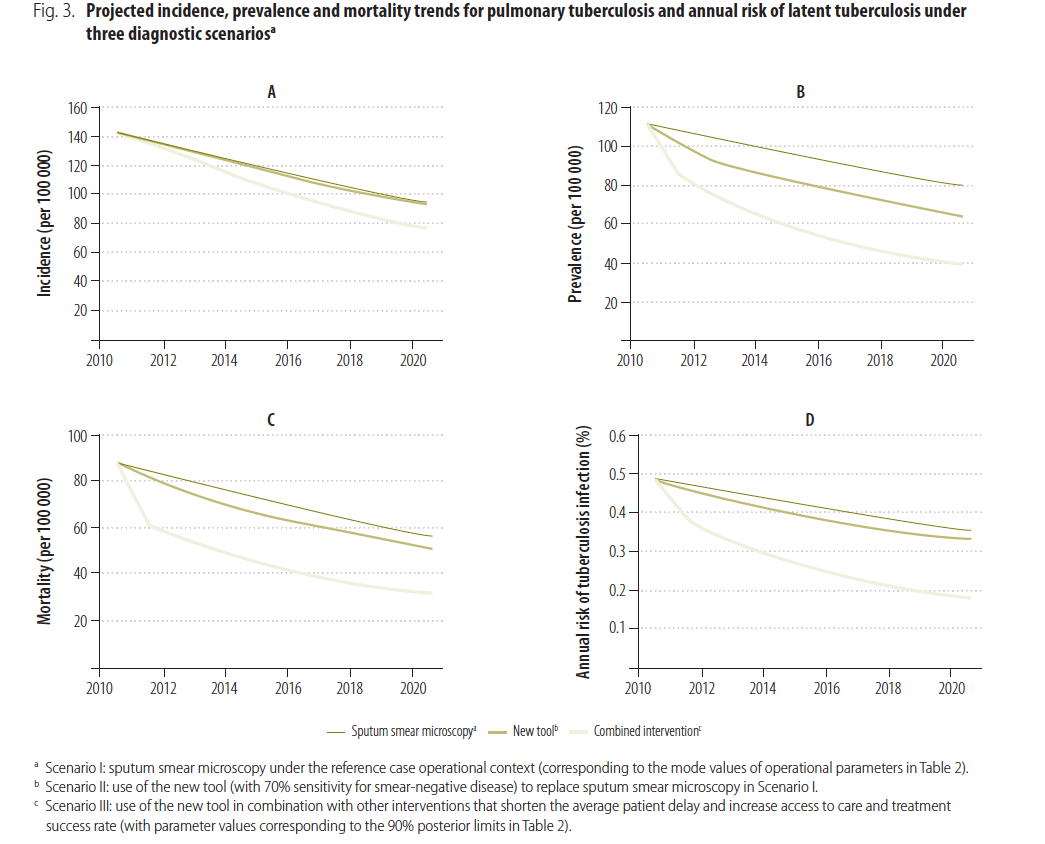 Fig. 3. Projected incidence, prevalence and mortality trends for pulmonary tuberculosis and annual risk of latent tuberculosis under
three diagnostic scenariosª
A
Incidence (per 100 000)
160
140
120
100
80
60
40
20
2010 2012 2014 2016 2018 2020
B
Prevalence (per 100 000)
120
100
80
60
40
20
2010 2012 2014 2016 2018 2020
C
Mortality (per 100 000)
100
80
60
40
20
2010 2012 2014 2016 2018 2020
D
Annual risk of tuberculosis infection (%)
0.6
0.5
0.4
0.3
0.2
0.1
2010 2012 2014 2016 2018 2020
Sputum smear microscopyª New toolᵇ Combined interventionᶜ
ª Scenario I: sputum smear microscopy under the reference case operational context (corresponding to the mode values of operational parameters in Table 2).
ᵇ Scenario II: use of the new tool (with 70% sensitivity for smear-negative disease) to replace sputum smear microscopy in Scenario I.
ᶜ Scenario III: use of the new tool in combination with other interventions that shorten the average patient delay and increase access to care and treatment
success rate (with parameter values corresponding to the 90% posterior limits in Table 2).